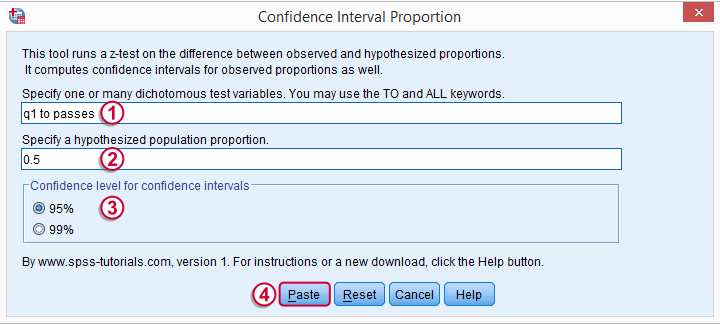 Confidence Interval Proportion
x
This tool runs a z-test on the difference between observed and hypothesized proportions.
It computes confidence intervals for observed proportions as well.
Specify one or many dichotomous test variables. You may use the TO and ALL keywords.
q1 to passes 1
Specify a hypothesized population proportion.
0.5 2
Confidence level for confidence intervals
95% 3
99%
By www.spss-tutorials.com, version 1. For instructions or a new download, click the Help button.
4 Paste Reset Cancel Help